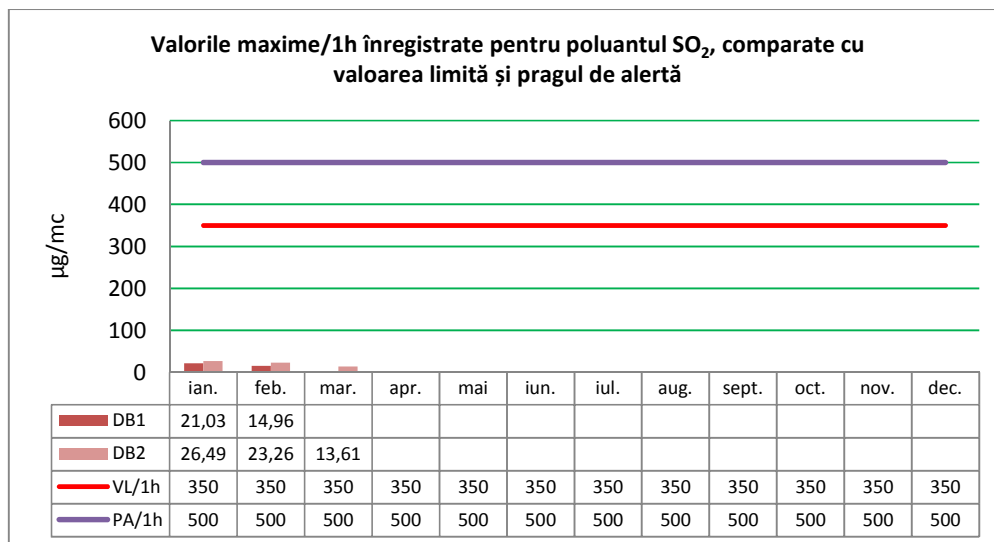 Valorile maxime/1h înregistrate pentru poluantul SO₂, comparate cu
valoarea limită și pragul de alertă
600
500
400
300
200
100
0
µg/mc
ian. feb. mar. apr. mai iun. iul. aug. sept. oct. nov. dec.
DB1 21,03 14,96
DB2 26,49 23,26 13,61
VL/1h 350 350 350 350 350 350 350 350 350 350 350 350
PA/1h 500 500 500 500 500 500 500 500 500 500 500 500